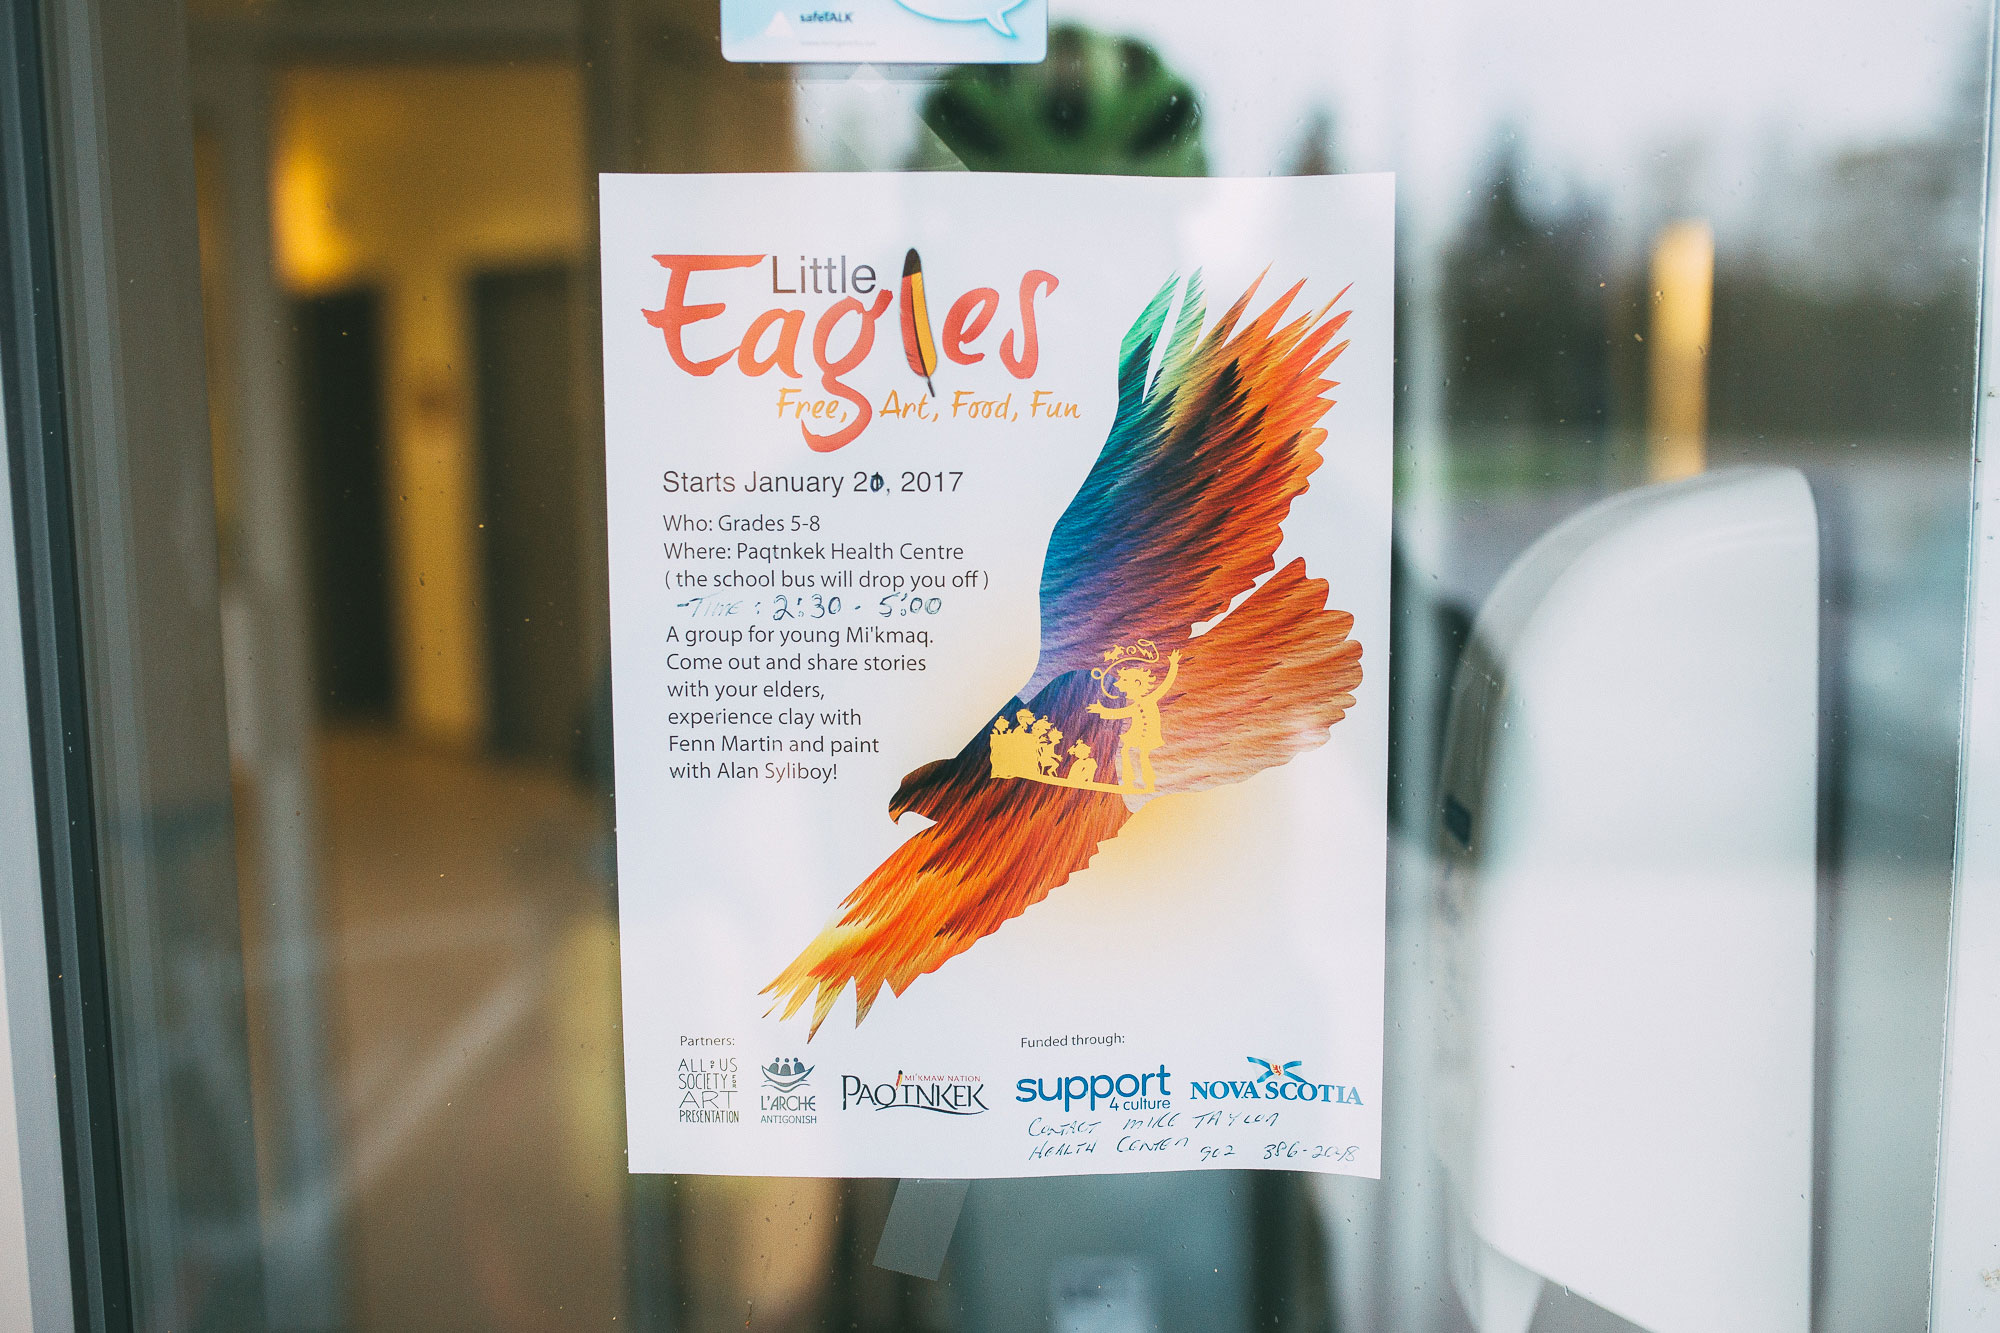 safeTALK
Little
Eagles
Free, Art, Food, Fun
Starts January 20, 2017
Who: Grades 5-8
Where: Paqtnkek Health Centre
( the school bus will drop you off )
- TIME : 2:30 - 5:00
A group for young Mi'kmaq.
Come out and share stories
with your elders,
experience clay with
Fenn Martin and paint
with Alan Syliboy!
Partners:
ALL OF US
SOCIETY FOR
ART
PRESENTATION
L'ARCHE
ANTIGONISH
MI'KMAW NATION
PAQ'TNKEK
Funded through:
support
4 culture
NOVA SCOTIA
CONTACT MIKE TAYLOR
HEALTH CENTER 902 386-2048